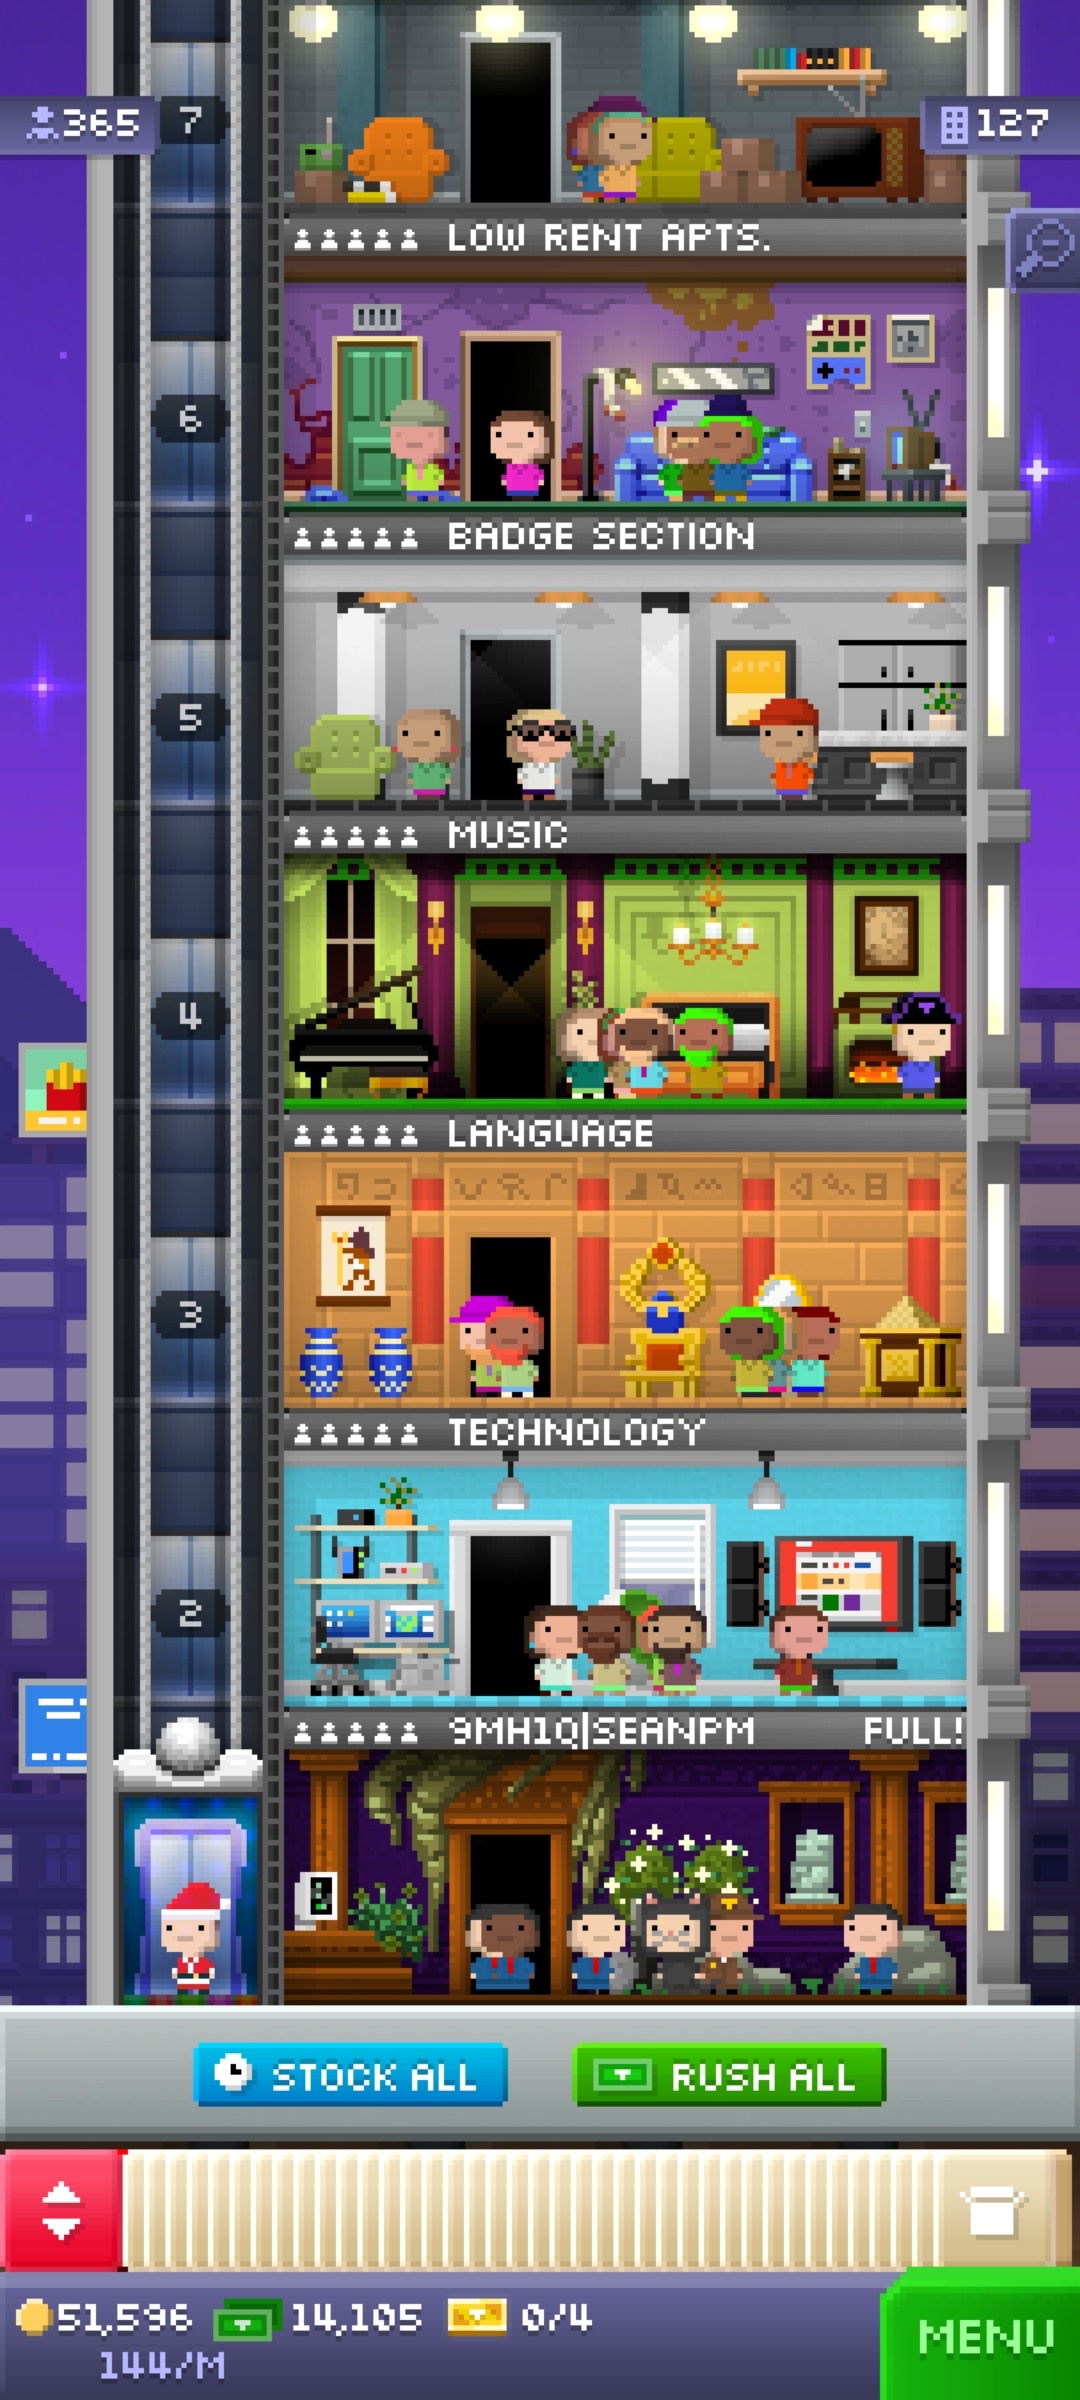 365
7
127
LOW RENT APTS.
6
BADGE SECTION
5
MUSIC
4
LANGUAGE
3
TECHNOLOGY
2
9MH1Q|SEANPM FULL!
STOCK ALL
RUSH ALL
51,596 14,105 0/4
144/M
MENU